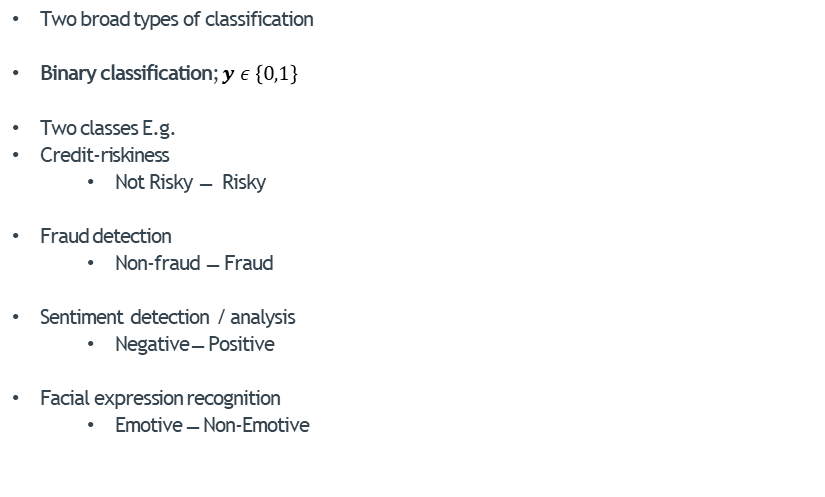 • Two broad types of classification
• Binary classification; y ϵ {0,1}
• Two classes E.g.
• Credit-riskiness
• Not Risky – Risky
• Fraud detection
• Non-fraud – Fraud
• Sentiment detection / analysis
• Negative – Positive
• Facial expression recognition
• Emotive – Non-Emotive